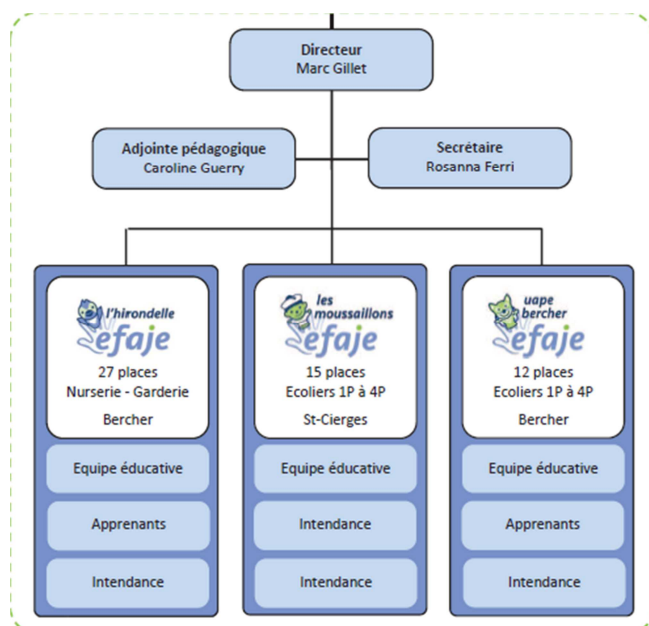 Directeur
Marc Gillet
Adjointe pédagogique
Caroline Guerry
Secrétaire
Rosanna Ferri
l'hirondelle
efaje
27 places
Nurserie - Garderie
Bercher
les
moussaillons
efaje
15 places
Ecoliers 1P à 4P
St-Cierges
uape
bercher
efaje
12 places
Ecoliers 1P à 4P
Bercher
Equipe éducative
Apprenants
Intendance
Equipe éducative
Intendance
Intendance
Equipe éducative
Apprenants
Intendance